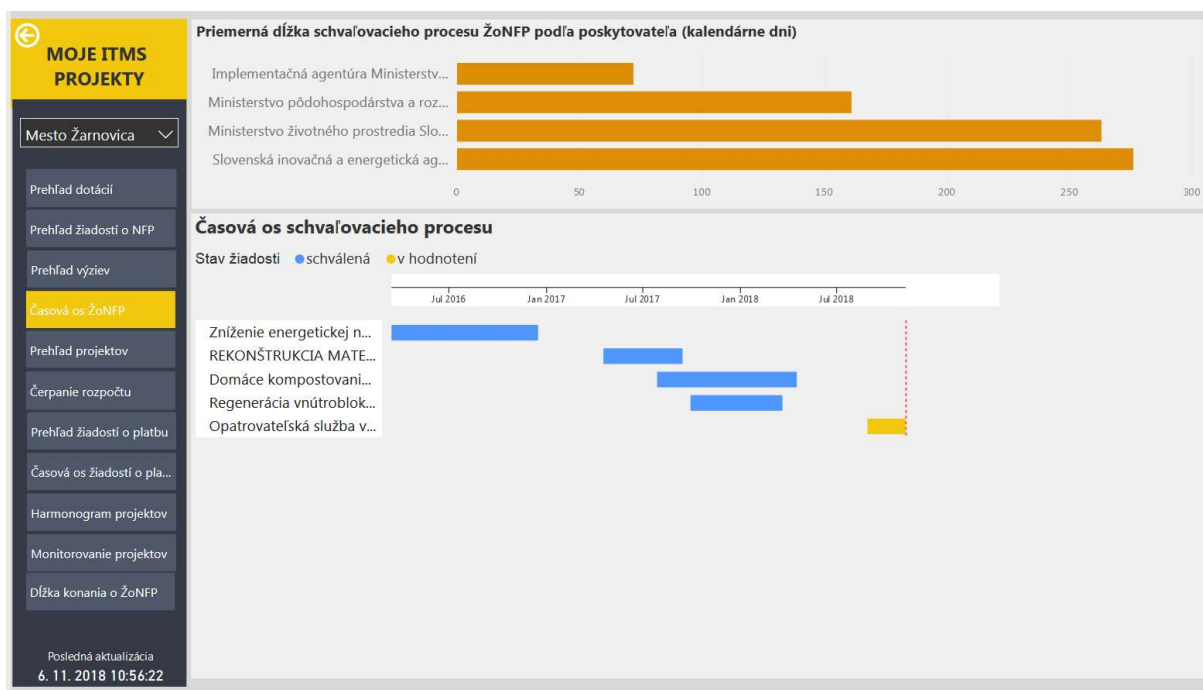 MOJE ITMS
PROJEKTY
Mesto Žarnovica
Prehľad dotácií
Prehľad žiadostí o NFP
Prehľad výziev
Časová os ŽoNFP
Prehľad projektov
Čerpanie rozpočtu
Prehľad žiadostí o platbu
Časová os žiadostí o pla...
Harmonogram projektov
Monitorovanie projektov
Dĺžka konania o ŽoNFP
Posledná aktualizácia
6. 11. 2018 10:56:22
Priemerná dĺžka schvaľovacieho procesu ŽoNFP podľa poskytovateľa (kalendárne dni)
Implementačná agentúra Ministerstv...
Ministerstvo pôdohospodárstva a roz...
Ministerstvo životného prostredia Slo...
Slovenská inovačná a energetická ag...
0 50 100 150 200 250 300
Časová os schvaľovacieho procesu
Stav žiadosti schválená v hodnotení
Jul 2016 Jan 2017 Jul 2017 Jan 2018 Jul 2018
Zníženie energetickej n...
REKONŠTRUKCIA MATE...
Domáce kompostovani...
Regenerácia vnútroblok...
Opatrovateľská služba v...